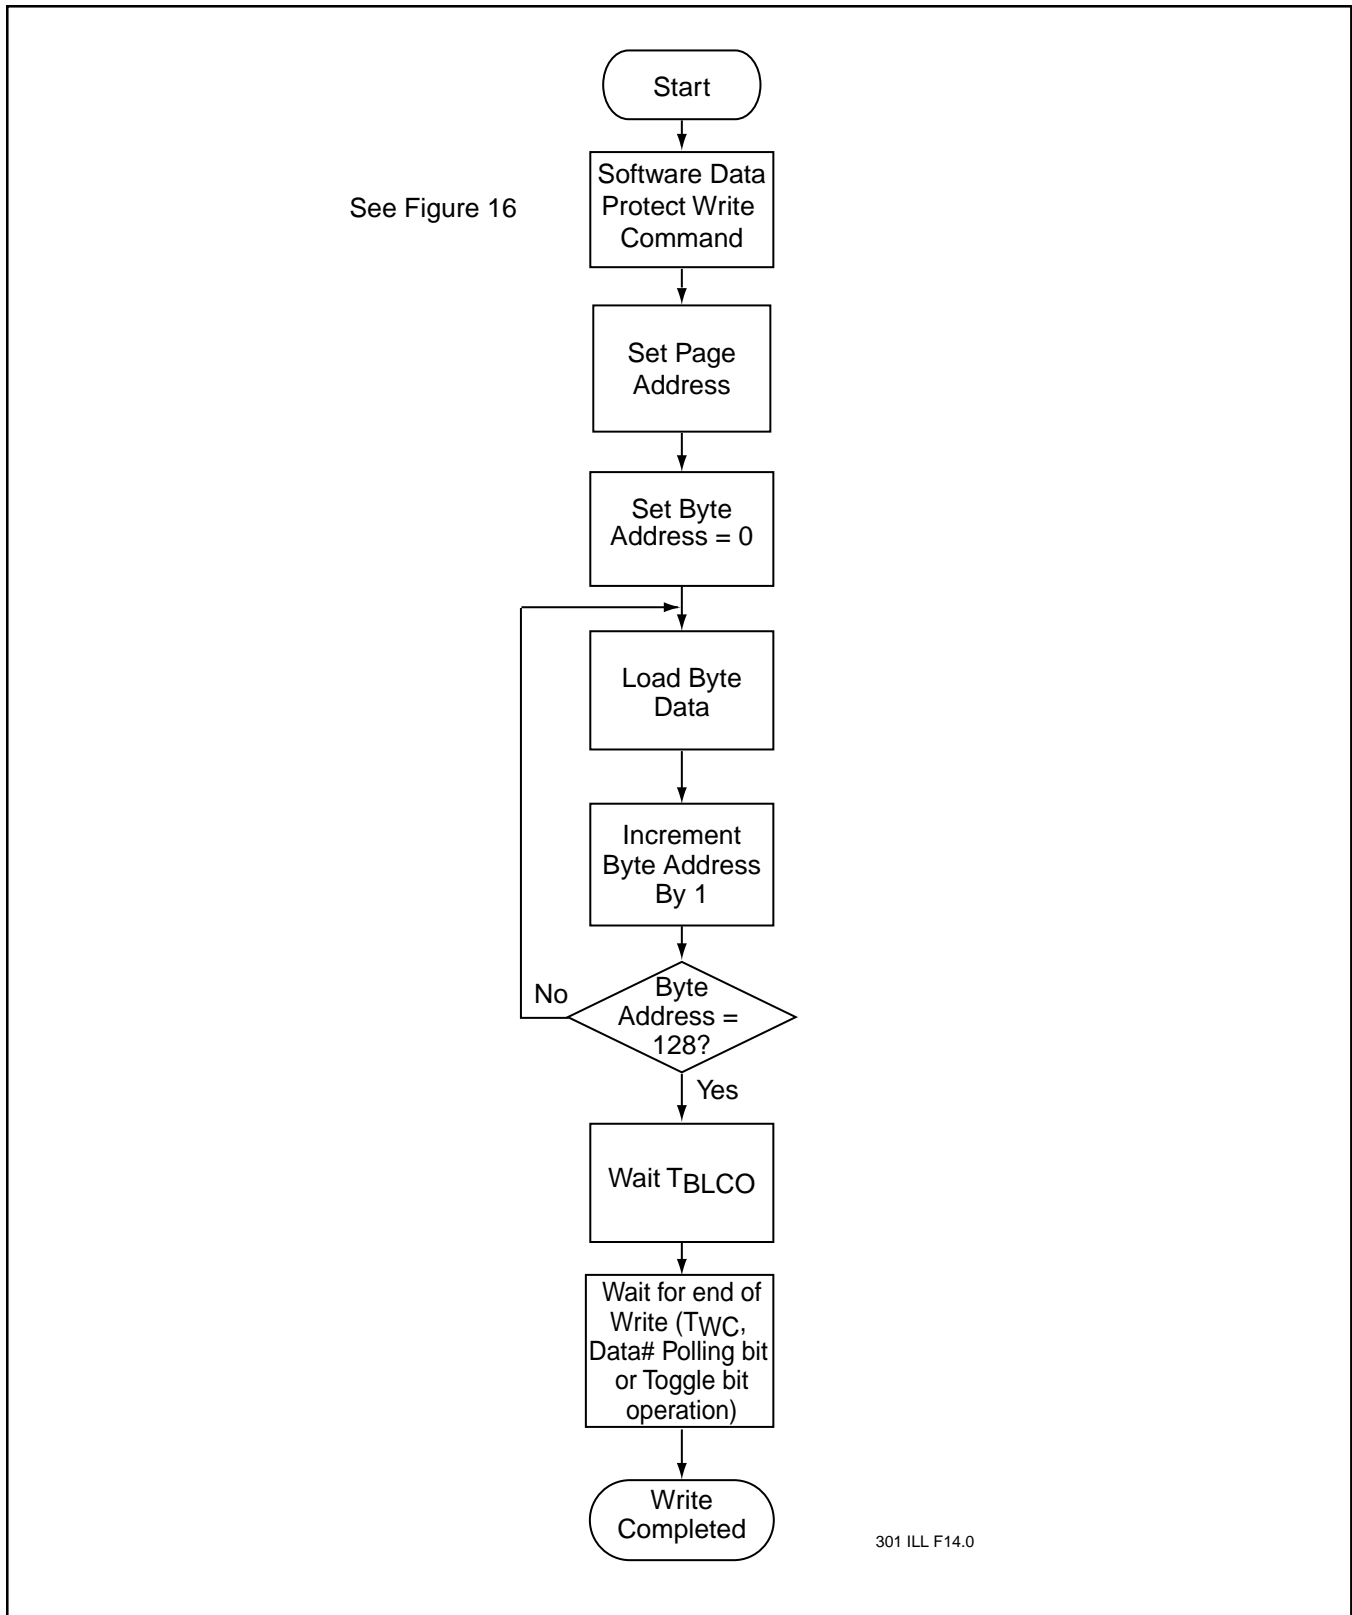 Start
See Figure 16
Software Data
Protect Write
Command
Set Page
Address
Set Byte
Address = 0
Load Byte
Data
Increment
Byte Address
By 1
Byte
Address =
128?
No
Yes
Wait TBLCO
Wait for end of
Write (TWC,
Data# Polling bit
or Toggle bit
operation)
Write
Completed
301 ILL F14.0